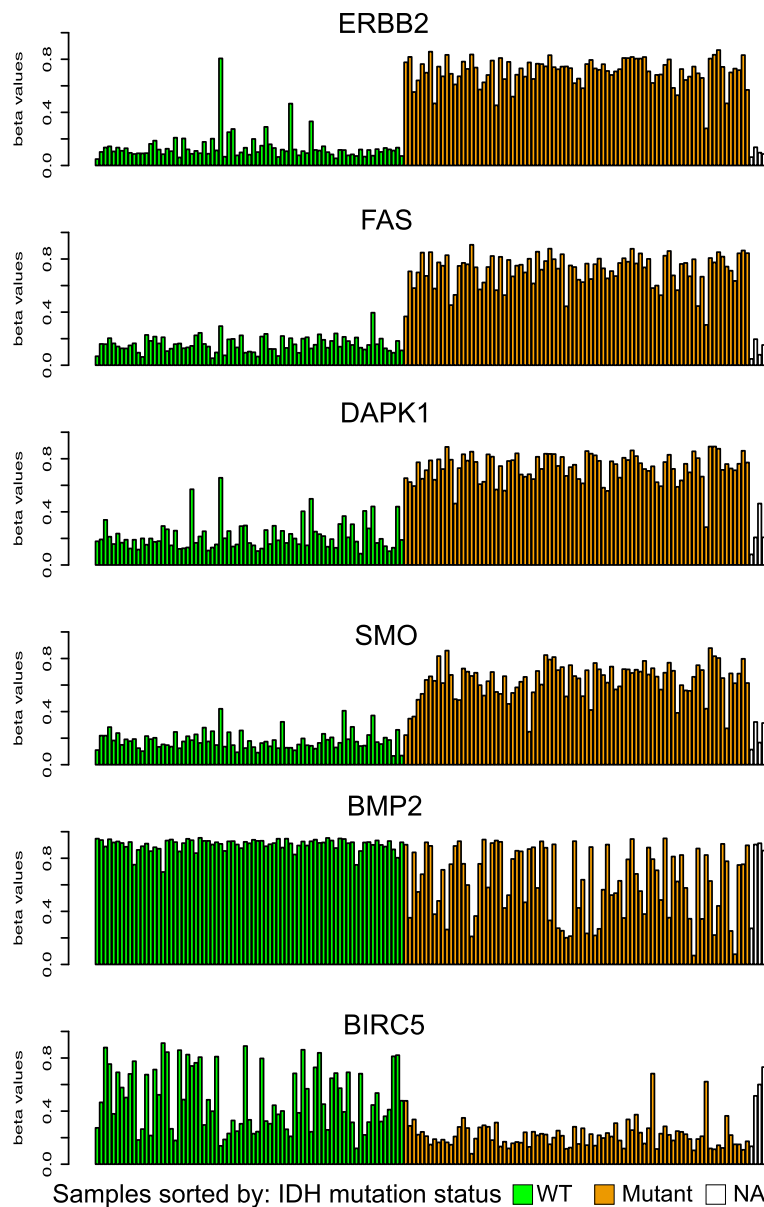 ERBB2
beta values
0.0 0.4 0.8
FAS
beta values
0.0 0.4 0.8
DAPK1
beta values
0.0 0.4 0.8
SMO
beta values
0.0 0.4 0.8
BMP2
beta values
0.0 0.4 0.8
BIRC5
beta values
0.0 0.4 0.8
Samples sorted by: IDH mutation status WT Mutant NA